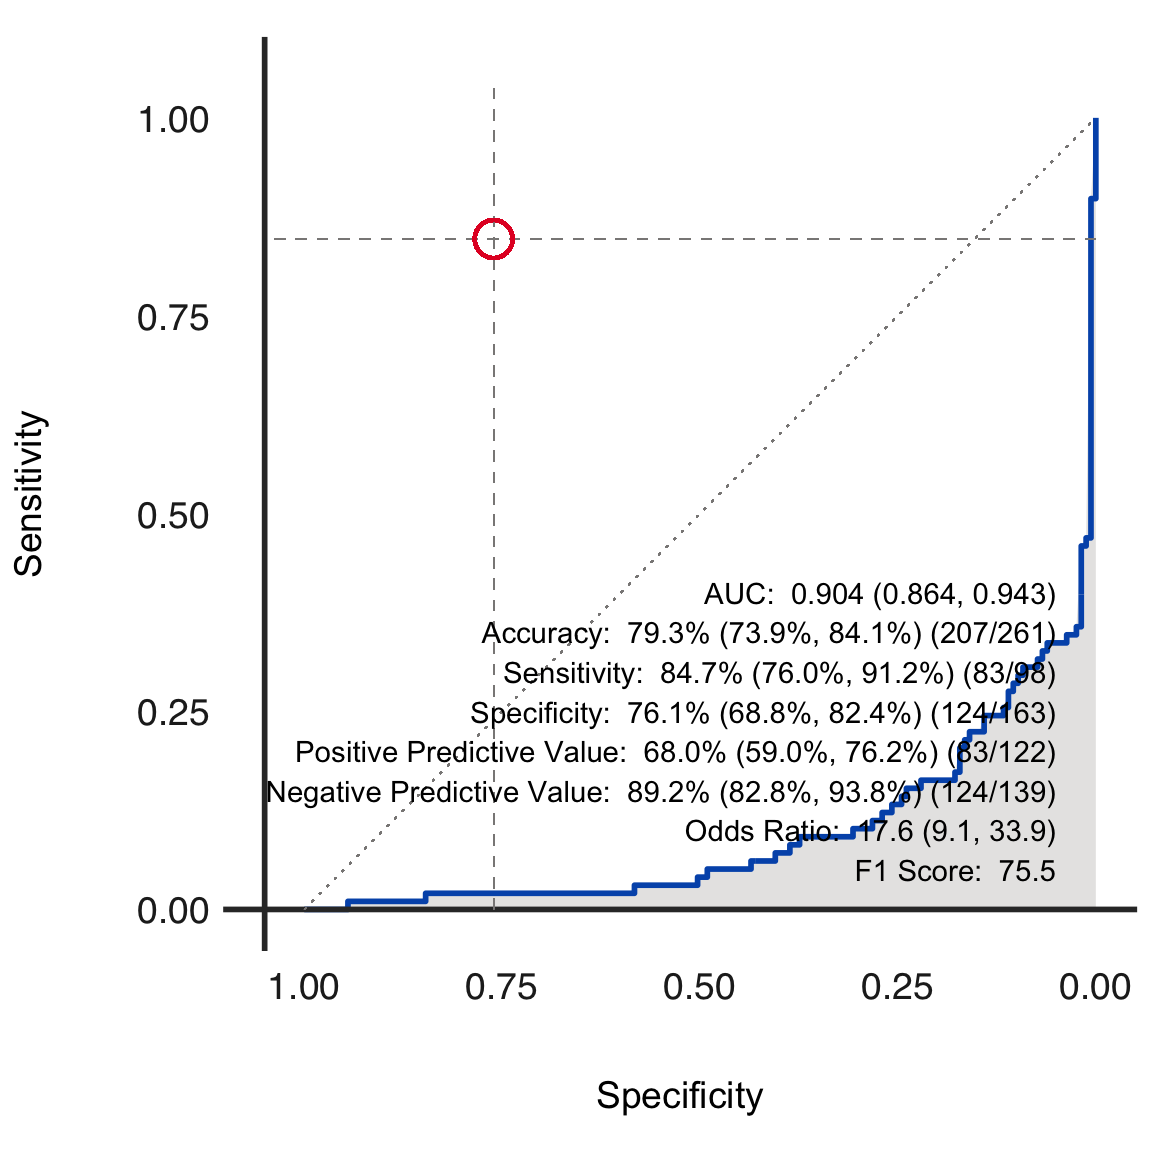 1.00
0.75
0.50
0.25
0.00
Sensitivity
AUC:  0.904 (0.864, 0.943)
Accuracy:  79.3% (73.9%, 84.1%) (207/261)
Sensitivity:  84.7% (76.0%, 91.2%) (83/98)
Specificity:  76.1% (68.8%, 82.4%) (124/163)
Positive Predictive Value:  68.0% (59.0%, 76.2%) (83/122)
Negative Predictive Value:  89.2% (82.8%, 93.8%) (124/139)
Odds Ratio:  17.6 (9.1, 33.9)
F1 Score:  75.5
1.00 0.75 0.50 0.25 0.00
Specificity